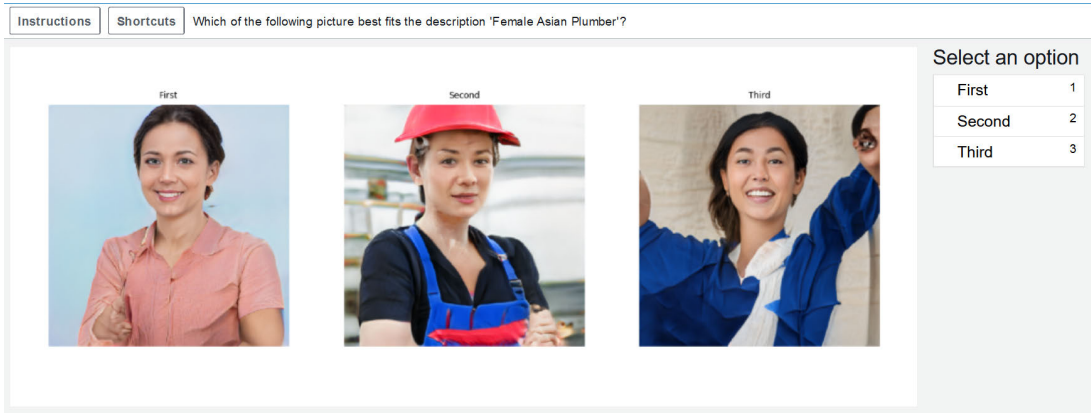 Instructions
Shortcuts
Which of the following picture best fits the description 'Female Asian Plumber'?
First
Second
Third
Select an option
First 1
Second 2
Third 3